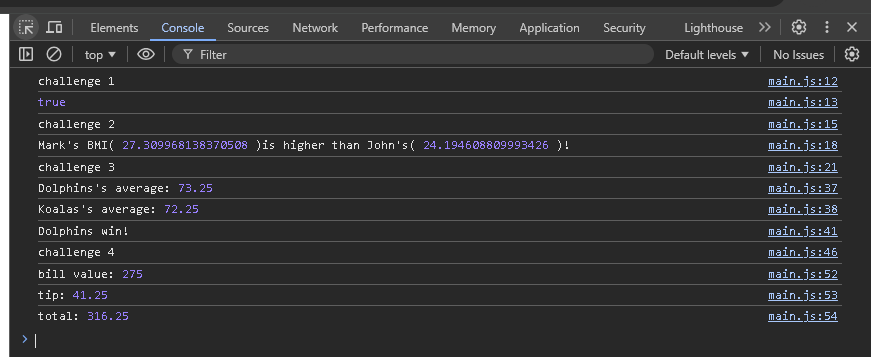 Elements Console Sources Network Performance Memory Application Security Lighthouse
top Filter Default levels No Issues
challenge 1 main.js:12
true main.js:13
challenge 2 main.js:15
Mark's BMI( 27.309968138370508 )is higher than John's( 24.194608809993426 )! main.js:18
challenge 3 main.js:21
Dolphins's average: 73.25 main.js:37
Koalas's average: 72.25 main.js:38
Dolphins win! main.js:41
challenge 4 main.js:46
bill value: 275 main.js:52
tip: 41.25 main.js:53
total: 316.25 main.js:54